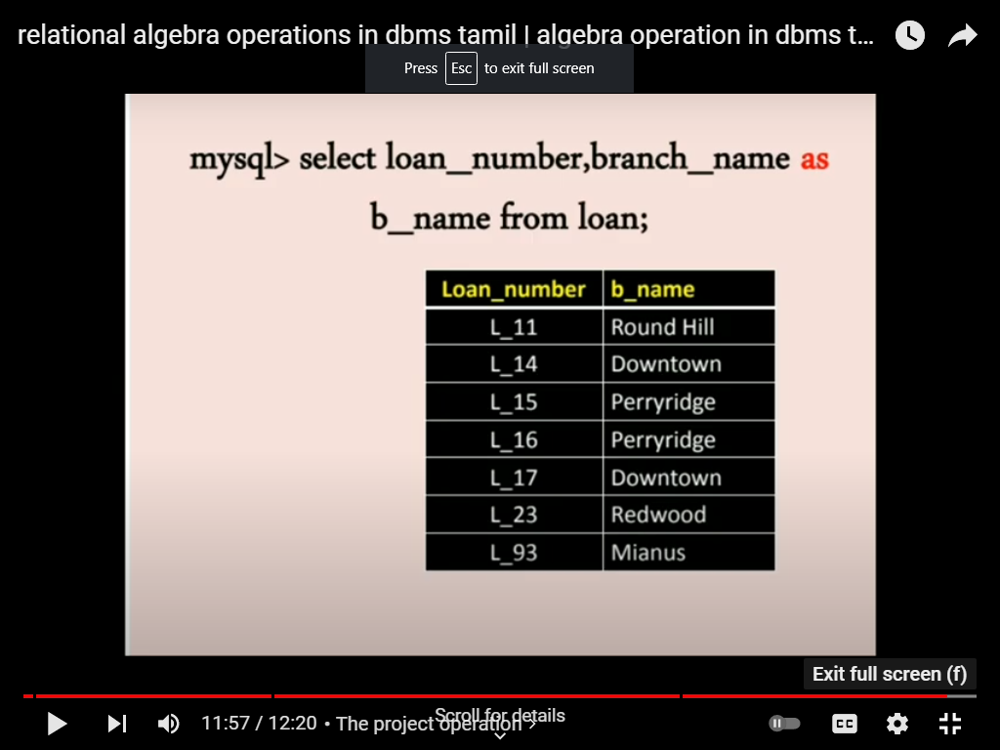 relational algebra operations in dbms tamil | algebra operation in dbms t...
Press Esc to exit full screen
mysql> select loan_number,branch_name as
b_name from loan;
Loan_number b_name
L_11 Round Hill
L_14 Downtown
L_15 Perryridge
L_16 Perryridge
L_17 Downtown
L_23 Redwood
L_93 Mianus
Exit full screen (f)
Scroll for details
11:57 / 12:20 • The project operation >
CC